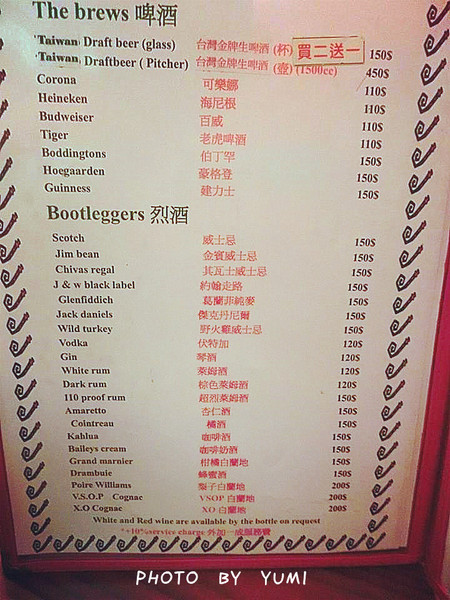 The brews 啤酒
Taiwan Draft beer (glass) 台灣金牌生啤酒 (杯) 買二送一 150$
Taiwan Draftbeer ( Pitcher) 台灣金牌生啤酒 (壺) (1500cc) 450$
Corona 可樂娜 110$
Heineken 海尼根 110$
Budweiser 百威 110$
Tiger 老虎啤酒 110$
Boddingtons 伯丁罕 150$
Hoegaarden 豪格登 150$
Guinness 建力士 150$
Bootleggers 烈酒
Scotch 威士忌 150$
Jim bean 金賓威士忌 150$
Chivas regal 其瓦士威士忌 150$
J & w black label 約翰走路 150$
Glenfiddich 葛蘭菲純麥 150$
Jack daniels 傑克丹尼爾 150$
Wild turkey 野火雞威士忌 150$
Vodka 伏特加 120$
Gin 琴酒 120$
White rum 萊姆酒 120$
Dark rum 棕色萊姆酒 120$
110 proof rum 超烈萊姆酒 150$
Amaretto 杏仁酒 150$
Cointreau 橘酒 150$
Kahlua 咖啡酒 150$
Baileys cream 咖啡奶酒 150$
Grand marnier 柑橘白蘭地 150$
Drambuie 蜂蜜酒 150$
Poire Williams 梨子白蘭地 200$
V.S.O.P Cognac VSOP 白蘭地 200$
X.O Cognac XO 白蘭地 200$
White and Red wine are available by the bottle on request
*+10%service charge 外加一成服務費
PHOTO BY YUMI